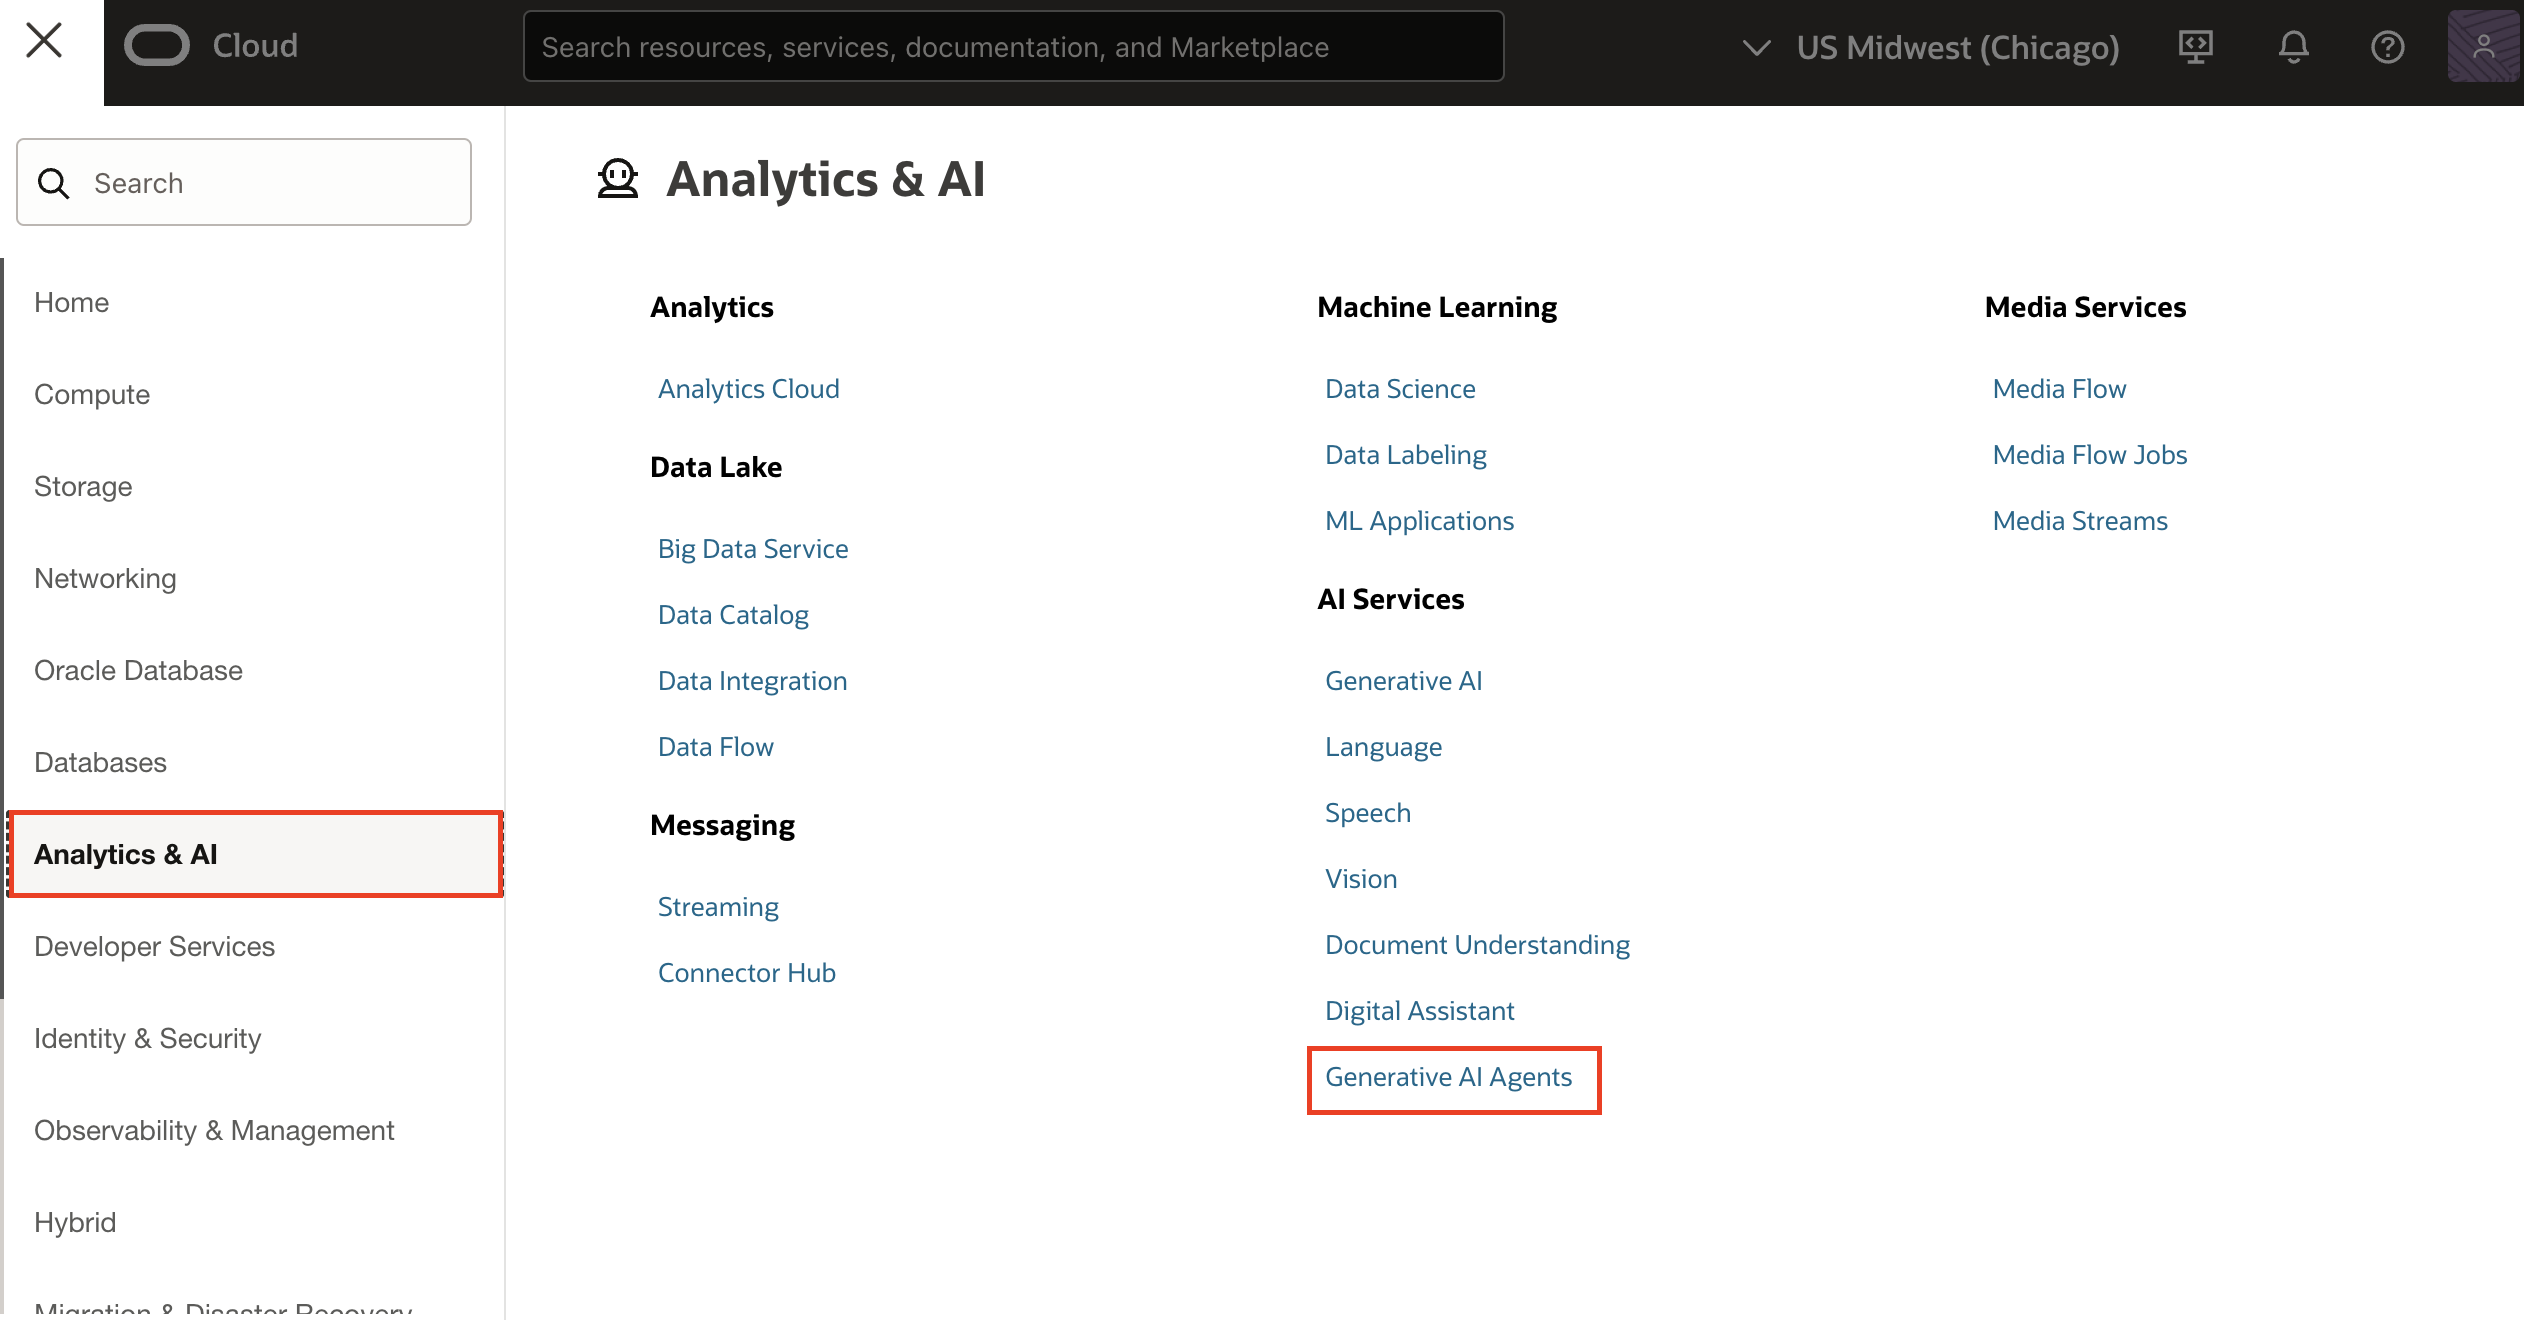 Cloud
Search resources, services, documentation, and Marketplace
US Midwest (Chicago)
Search
Home
Compute
Storage
Networking
Oracle Database
Databases
Analytics & AI
Developer Services
Identity & Security
Observability & Management
Hybrid
Migration & Disaster Recovery
Analytics & AI
Analytics
Analytics Cloud
Data Lake
Big Data Service
Data Catalog
Data Integration
Data Flow
Messaging
Streaming
Connector Hub
Machine Learning
Data Science
Data Labeling
ML Applications
AI Services
Generative AI
Language
Speech
Vision
Document Understanding
Digital Assistant
Generative AI Agents
Media Services
Media Flow
Media Flow Jobs
Media Streams